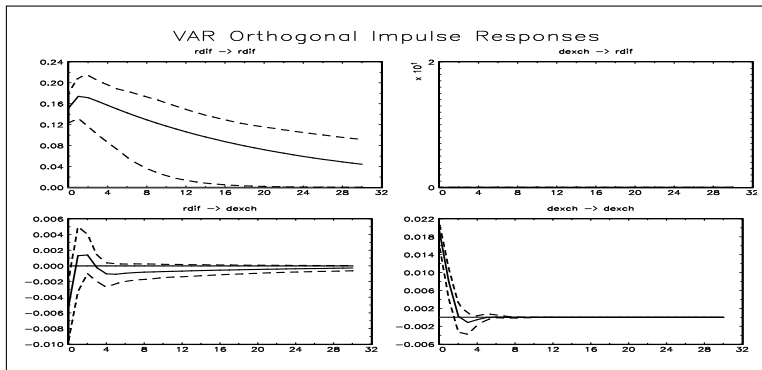 VAR Orthogonal Impulse Responses
rdif -> rdif
0.24
0.20
0.16
0.12
0.08
0.04
0.00
0 4 8 12 16 20 24 28 32
dexch -> rdif
x 10¹
2
1
0
0 4 8 12 16 20 24 28 32
rdif -> dexch
0.006
0.004
0.002
0.000
-0.002
-0.004
-0.006
-0.008
-0.010
0 4 8 12 16 20 24 28 32
dexch -> dexch
0.022
0.018
0.014
0.010
0.006
0.002
-0.002
-0.006
0 4 8 12 16 20 24 28 32